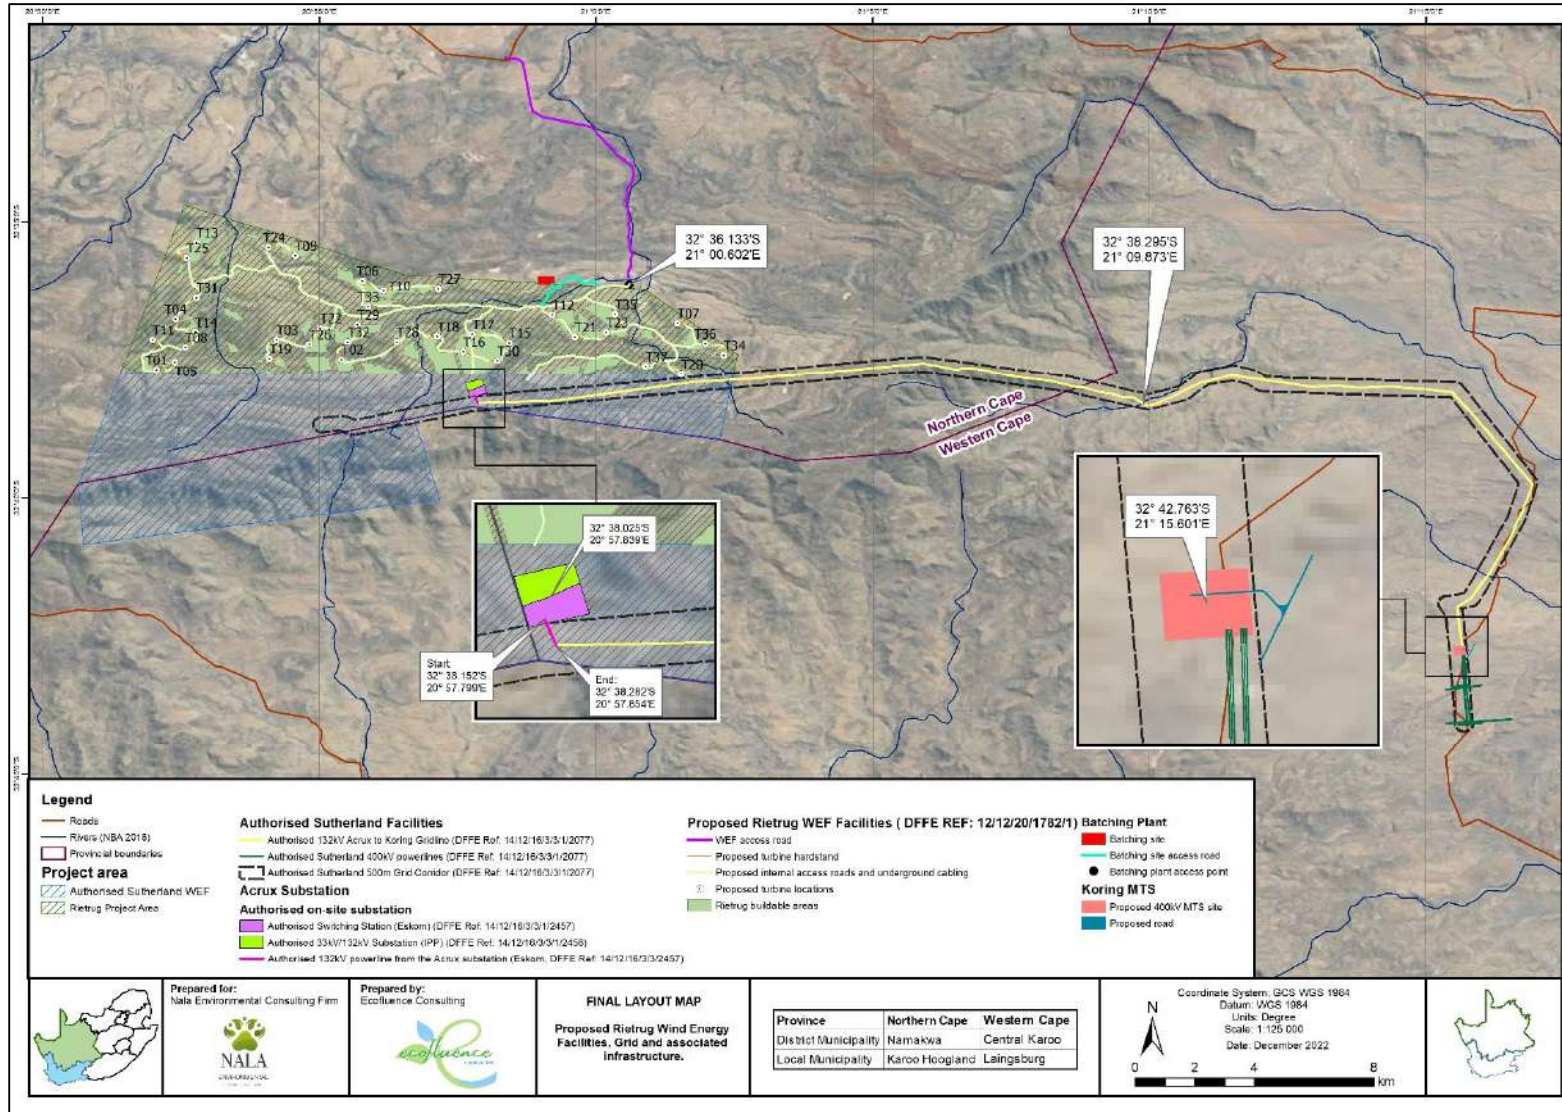 21°0'0"E
32° 36.133'S
21° 00.602'E
32° 38.295'S
21° 09.873'E
T13
T25
T24
T09
T06
T10
T27
T31
T33
T04
T14
T11
T08
T01
T05
T03
T19
T22
T26
T29
T32
T02
T28
T18
T17
T16
T15
T30
T12
T21
T23
T35
T07
T36
T34
T37
T20
Northern Cape
Western Cape
32° 38.025'S
20° 57.839'E
Start:
32° 38.152'S
20° 57.799'E
End:
32° 38.282'S
20° 57.854'E
32° 42.763'S
21° 15.601'E
Legend
Roads
Rivers (NBA 2018)
Provincial boundaries
Project area
Authorised Sutherland WEF
Rietrug Project Area
Authorised Sutherland Facilities
Authorised 132kV Acrux to Koring Gridline (DFFE Ref: 14/12/16/3/3/1/2077)
Authorised Sutherland 400kV powerlines (DFFE Ref: 14/12/16/3/3/1/2077)
Authorised Sutherland 500m Grid Corridor (DFFE Ref: 14/12/16/3/3/1/2077)
Acrux Substation
Authorised on-site substation
Authorised Switching Station (Eskom) (DFFE Ref: 14/12/16/3/3/1/2457)
Authorised 33kV/132kV Substation (IPP) (DFFE Ref: 14/12/16/3/3/1/2458)
Authorised 132kV powerline from the Acrux substation (Eskom, DFFE Ref: 14/12/16/3/3/2457)
Proposed Rietrug WEF Facilities ( DFFE REF: 12/12/20/1782/1)
WEF access road
Proposed turbine hardstand
Proposed internal access roads and underground cabling
Proposed turbine locations
Rietrug buildable areas
Batching Plant
Batching site
Batching site access road
Batching plant access point
Koring MTS
Proposed 400kV MTS site
Proposed road
Prepared for:
Nala Environmental Consulting Firm
NALA
ENVIRONMENTAL
Prepared by:
Ecofluence Consulting
ecofluence
FINAL LAYOUT MAP
Proposed Rietrug Wind Energy
Facilities, Grid and associated
infrastructure.
Province Northern Cape Western Cape
District Municipality Namakwa Central Karoo
Local Municipality Karoo Hoogland Laingsburg
N
Coordinate System: GCS WGS 1984
Datum: WGS 1984
Units: Degree
Scale: 1:125 000
Date: December 2022
0 2 4 8
km